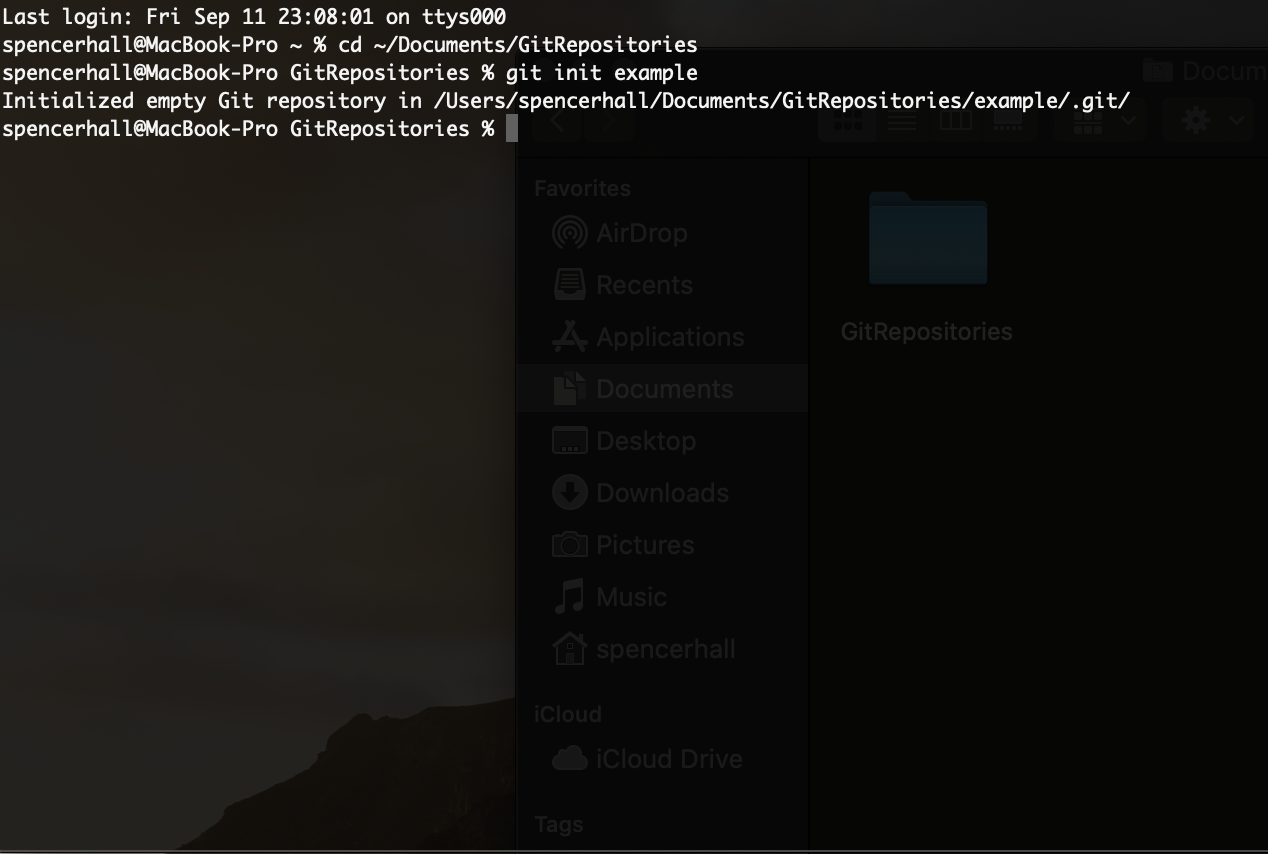 Last login: Fri Sep 11 23:08:01 on ttys000
spencerhall@MacBook-Pro ~ % cd ~/Documents/GitRepositories
spencerhall@MacBook-Pro GitRepositories % git init example
Initialized empty Git repository in /Users/spencerhall/Documents/GitRepositories/example/.git/
spencerhall@MacBook-Pro GitRepositories %
Docum
Favorites
AirDrop
Recents
Applications
Documents
Desktop
Downloads
Pictures
Music
spencerhall
iCloud
iCloud Drive
Tags
GitRepositories